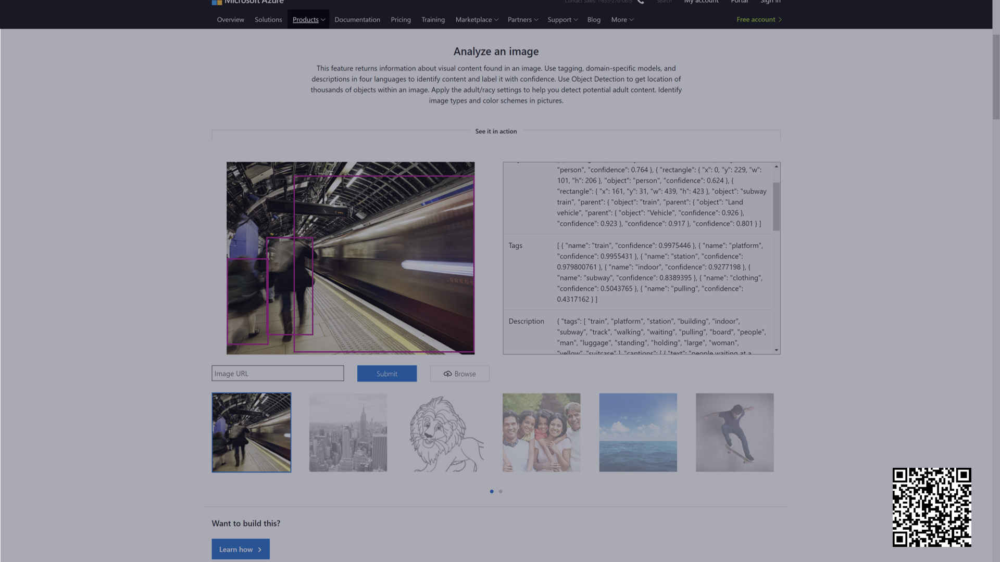 Microsoft Azure
Contact Sales: 1-855-270-0615
Search
My account
Portal
Sign in
Overview
Solutions
Products
Documentation
Pricing
Training
Marketplace
Partners
Support
Blog
More
Free account
Analyze an image
This feature returns information about visual content found in an image. Use tagging, domain-specific models, and
descriptions in four languages to identify content and label it with confidence. Use Object Detection to get location of
thousands of objects within an image. Apply the adult/racy settings to help you detect potential adult content. Identify
image types and color schemes in pictures.
See it in action
"person", "confidence": 0.764 }, { "rectangle": { "x": 0, "y": 229, "w":
101, "h": 206 }, "object": "person", "confidence": 0.624 }, {
"rectangle": { "x": 161, "y": 31, "w": 439, "h": 423 }, "object": "subway
train", "parent": { "object": "train", "parent": { "object": "Land
vehicle", "parent": { "object": "Vehicle", "confidence": 0.926 },
"confidence": 0.923 }, "confidence": 0.917 }, "confidence": 0.801 } ]
Tags
[ { "name": "train", "confidence": 0.9975446 }, { "name": "platform",
"confidence": 0.9955431 }, { "name": "station", "confidence":
0.979800761 }, { "name": "indoor", "confidence": 0.9277198 }, {
"name": "subway", "confidence": 0.8389395 }, { "name": "clothing",
"confidence": 0.5043765 }, { "name": "pulling", "confidence":
0.4317162 } ]
Description
{ "tags": [ "train", "platform", "station", "building", "indoor",
"subway", "track", "walking", "waiting", "pulling", "board", "people",
"man", "luggage", "standing", "holding", "large", "woman",
"yellow", "suitcase" ], "captions": [ { "text": "people waiting at a
Image URL
Submit
Browse
Want to build this?
Learn how